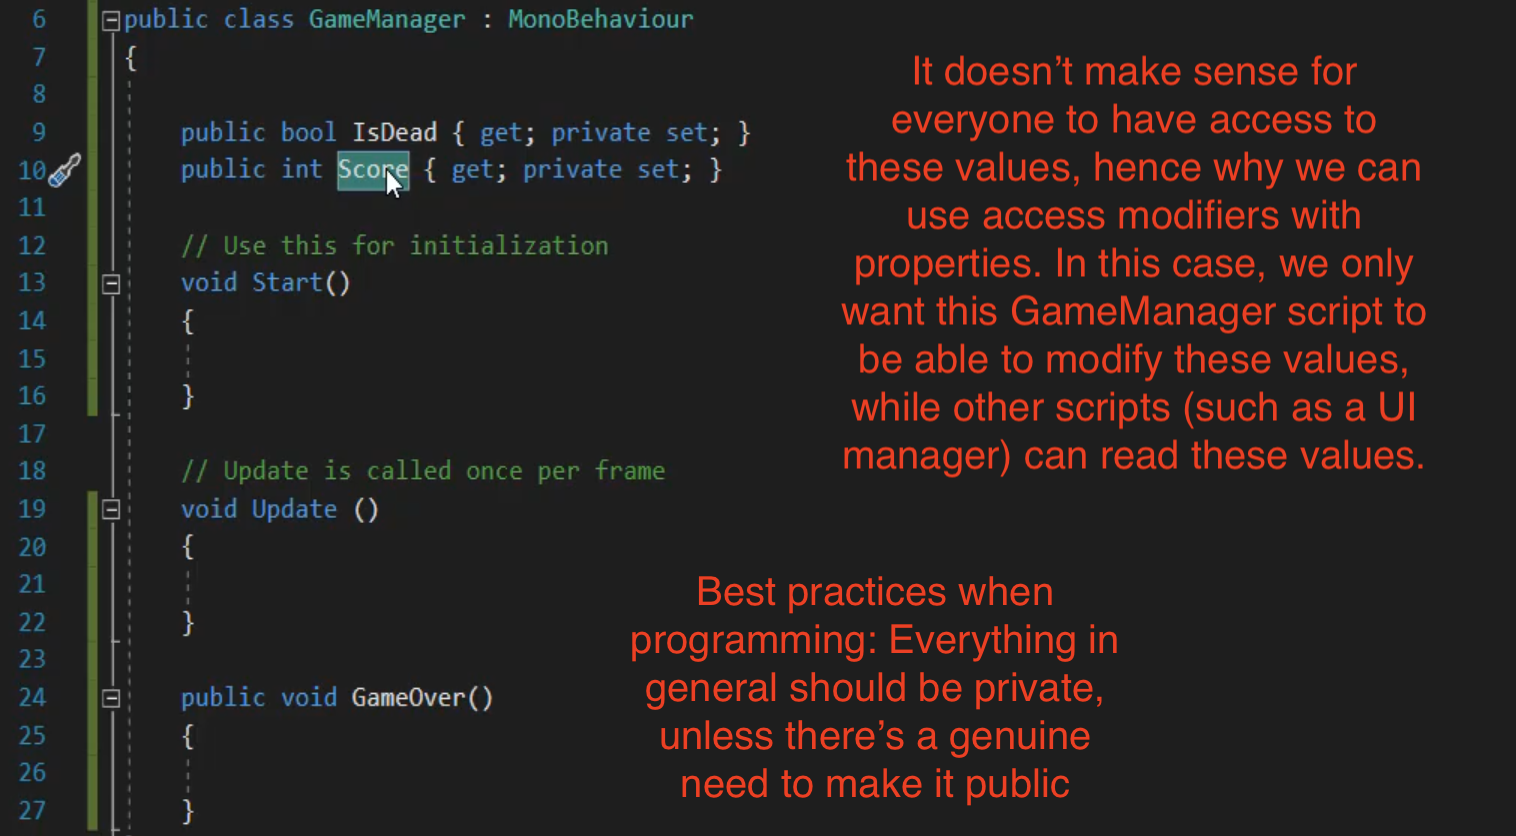 6 public class GameManager : MonoBehaviour
7 {
8
9 public bool IsDead { get; private set; }
10 public int Score { get; private set; }
11
12 // Use this for initialization
13 void Start()
14 {
15
16 }
17
18 // Update is called once per frame
19 void Update ()
20 {
21
22 }
23
24 public void GameOver()
25 {
26
27 }
It doesn’t make sense for
everyone to have access to
these values, hence why we can
use access modifiers with
properties. In this case, we only
want this GameManager script to
be able to modify these values,
while other scripts (such as a UI
manager) can read these values.
Best practices when
programming: Everything in
general should be private,
unless there’s a genuine
need to make it public